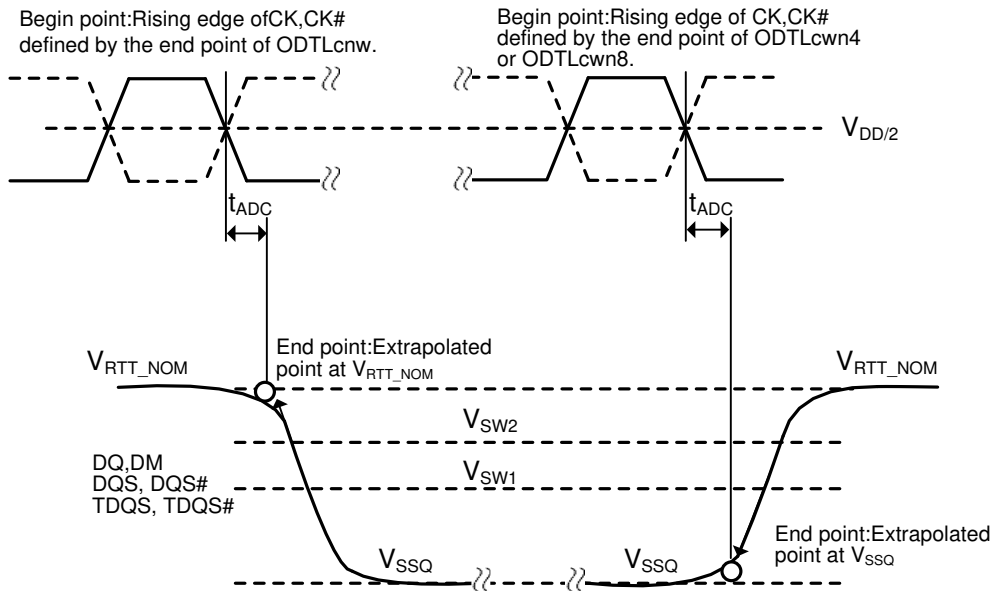 Begin point:Rising edge ofCK,CK#
defined by the end point of ODTLcnw.
Begin point:Rising edge of CK,CK#
defined by the end point of ODTLcwn4
or ODTLcwn8.
VDD/2
tADC
tADC
End point:Extrapolated
point at VRTT_NOM
VRTT_NOM
VRTT_NOM
VSW2
VSW1
DQ,DM
DQS, DQS#
TDQS, TDQS#
End point:Extrapolated
point at VSSQ
VSSQ
VSSQ